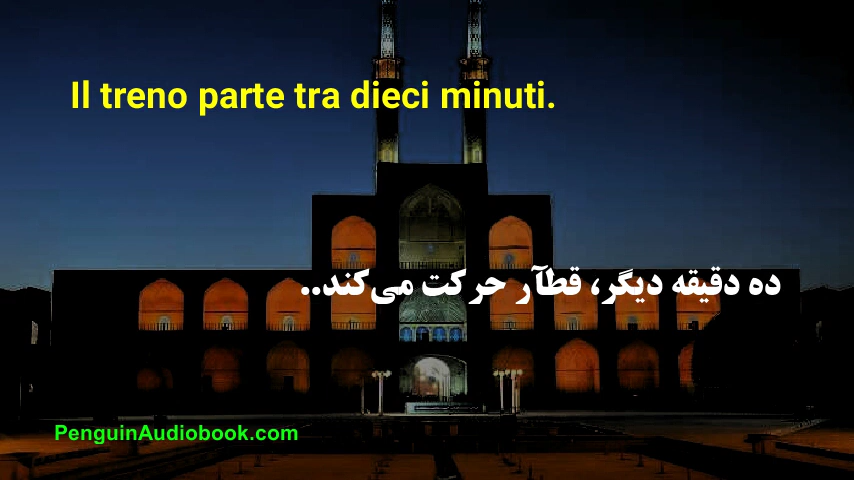 Il treno parte tra dieci minuti.
ده دقیقه دیگر، قطآر حرکت می‌کند..
PenguinAudiobook.com